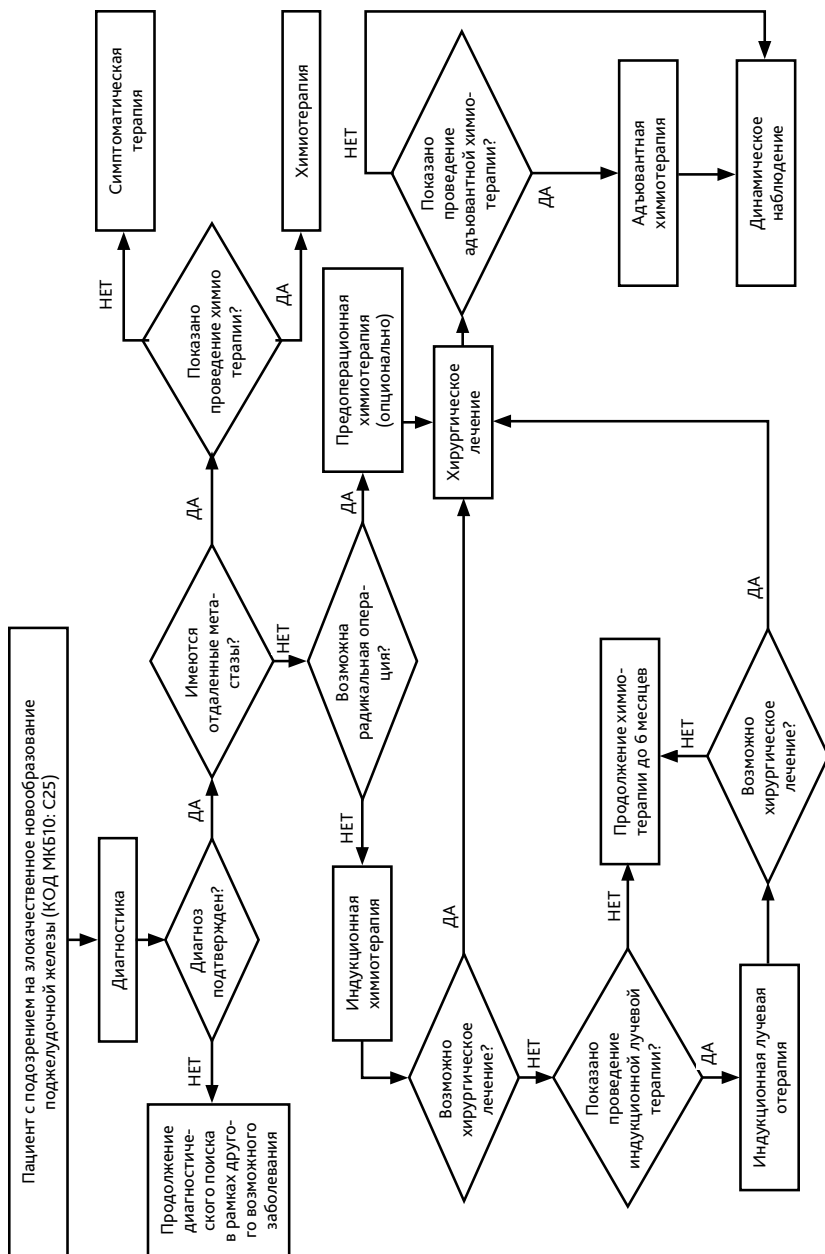 Пациент с подозрением на злокачественное новообразование
поджелудочной железы (КОД МКБ10: С25)
Диагностика
Диагноз
подтвержден?
НЕТ
Продолжение
диагностиче-
ского поиска
в рамках друго-
го возможного
заболевания
ДА
Имеются
отдаленные мета-
стазы?
ДА
Показано
проведение химио
терапии?
НЕТ
Симптоматическая
терапия
ДА
Химиотерапия
НЕТ
Возможна
радикальная опера-
ция?
ДА
Предоперационная
химиотерапия
(опционально)
НЕТ
Индукционная
химиотерапия
Возможно
хирургическое
лечение?
ДА
Хирургическое
лечение
НЕТ
Показано
проведение
индукционной лучевой
терапии?
НЕТ
Продолжение химио-
терапии до 6 месяцев
ДА
Индукционная лучевая
отерапия
Возможно
хирургическое
лечение?
НЕТ
ДА
Показано
проведение
адъювантной химио-
терапии?
НЕТ
ДА
Адъювантная
химиотерапия
Динамическое
наблюдение